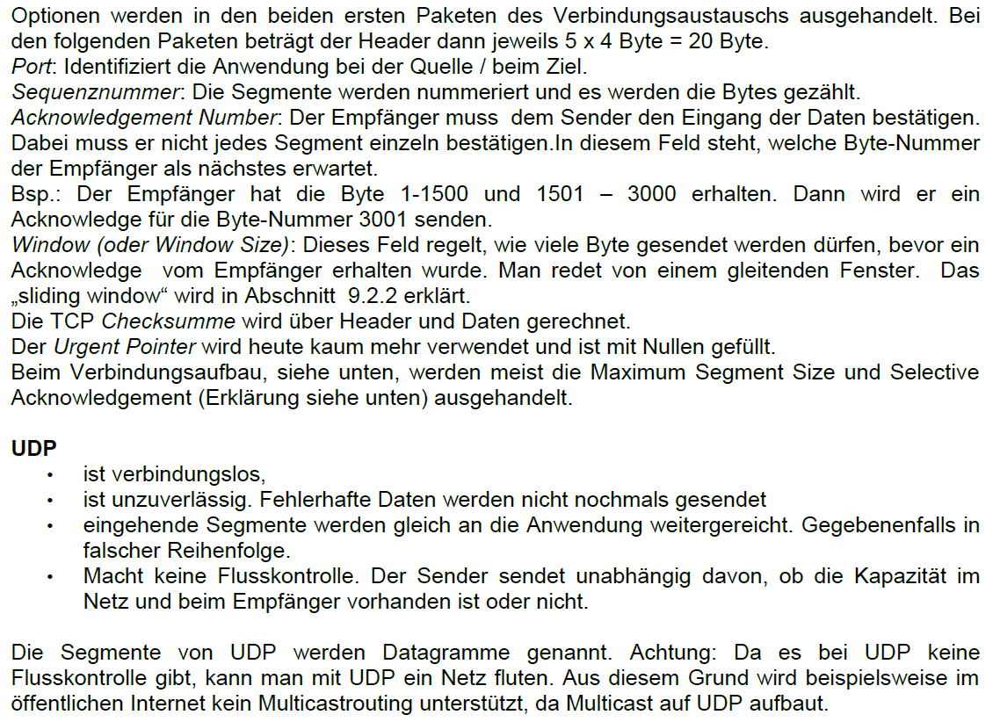 Optionen werden in den beiden ersten Paketen des Verbindungsaustauschs ausgehandelt. Bei
den folgenden Paketen beträgt der Header dann jeweils 5 x 4 Byte = 20 Byte.
Port: Identifiziert die Anwendung bei der Quelle / beim Ziel.
Sequenznummer: Die Segmente werden nummeriert und es werden die Bytes gezählt.
Acknowledgement Number: Der Empfänger muss  dem Sender den Eingang der Daten bestätigen.
Dabei muss er nicht jedes Segment einzeln bestätigen.In diesem Feld steht, welche Byte-Nummer
der Empfänger als nächstes erwartet.
Bsp.: Der Empfänger hat die Byte 1-1500 und 1501 – 3000 erhalten. Dann wird er ein
Acknowledge für die Byte-Nummer 3001 senden.
Window (oder Window Size): Dieses Feld regelt, wie viele Byte gesendet werden dürfen, bevor ein
Acknowledge  vom Empfänger erhalten wurde. Man redet von einem gleitenden Fenster.  Das
„sliding window“ wird in Abschnitt  9.2.2 erklärt.
Die TCP Checksumme wird über Header und Daten gerechnet.
Der Urgent Pointer wird heute kaum mehr verwendet und ist mit Nullen gefüllt.
Beim Verbindungsaufbau, siehe unten, werden meist die Maximum Segment Size und Selective
Acknowledgement (Erklärung siehe unten) ausgehandelt.
UDP
• ist verbindungslos,
• ist unzuverlässig. Fehlerhafte Daten werden nicht nochmals gesendet
• eingehende Segmente werden gleich an die Anwendung weitergereicht. Gegebenenfalls in
falscher Reihenfolge.
• Macht keine Flusskontrolle. Der Sender sendet unabhängig davon, ob die Kapazität im
Netz und beim Empfänger vorhanden ist oder nicht.
Die Segmente von UDP werden Datagramme genannt. Achtung: Da es bei UDP keine
Flusskontrolle gibt, kann man mit UDP ein Netz fluten. Aus diesem Grund wird beispielsweise im
öffentlichen Internet kein Multicastrouting unterstützt, da Multicast auf UDP aufbaut.